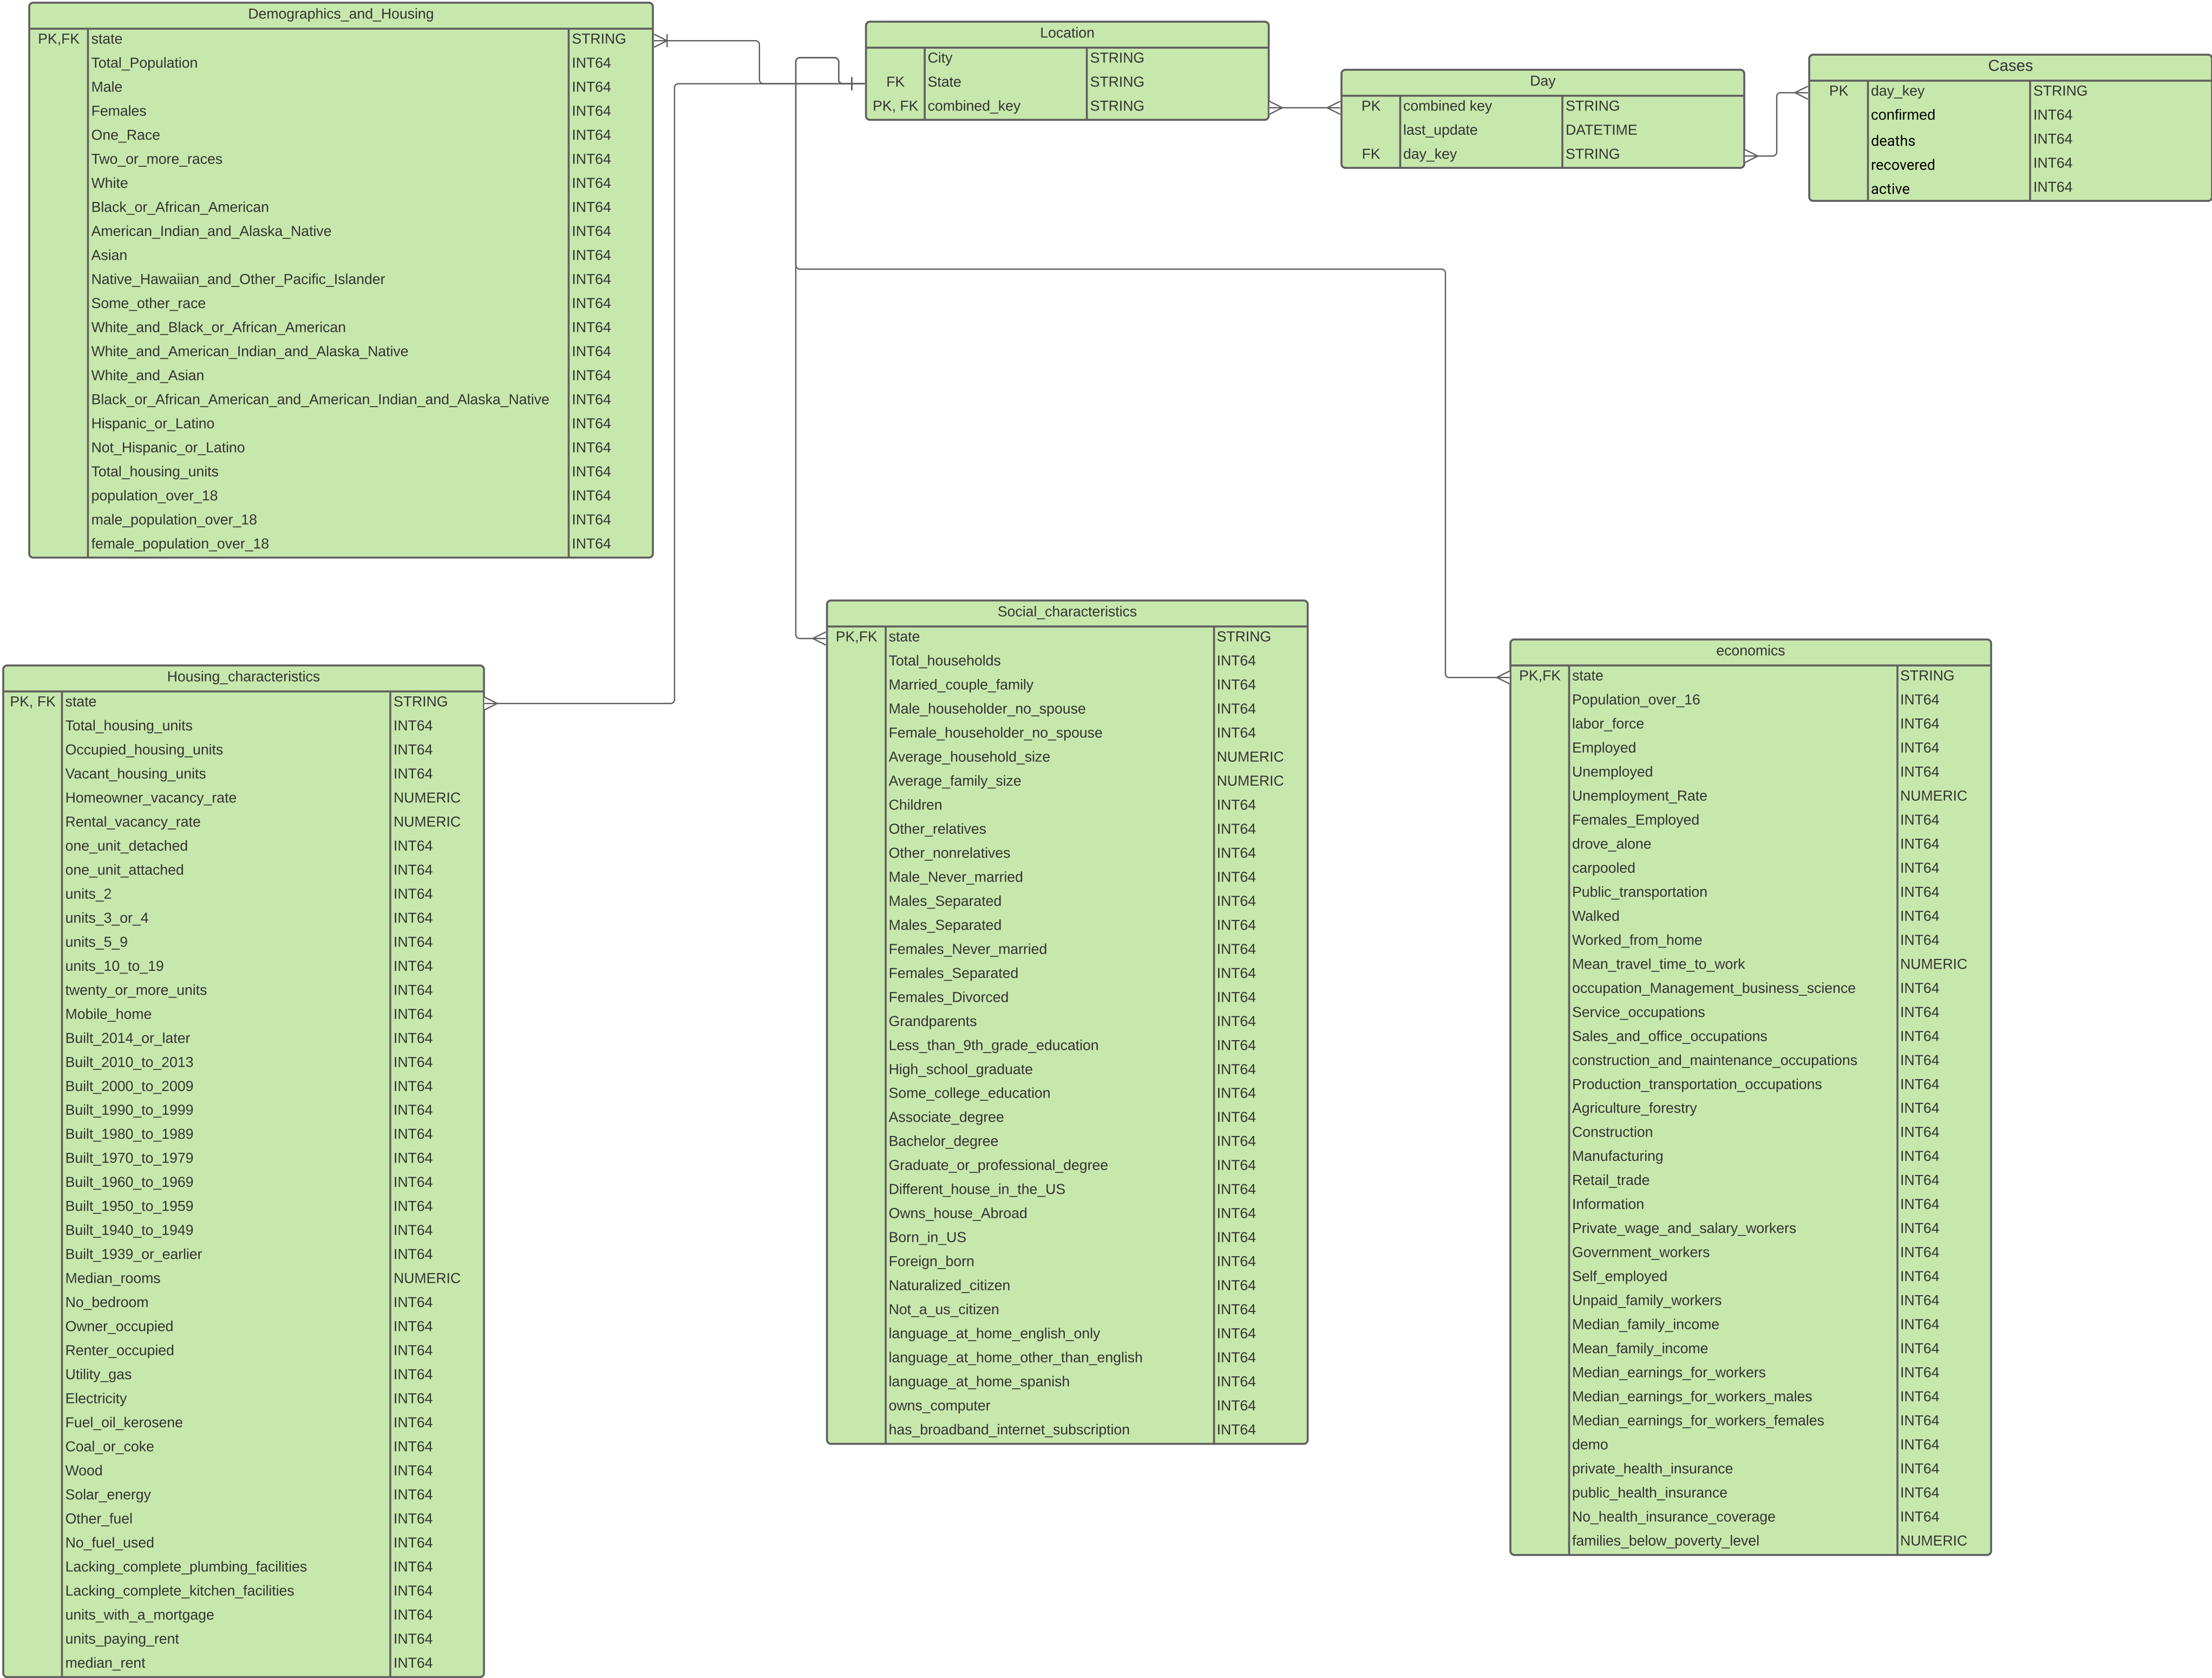 Demographics_and_Housing
PK,FK state STRING
Total_Population INT64
Male INT64
Females INT64
One_Race INT64
Two_or_more_races INT64
White INT64
Black_or_African_American INT64
American_Indian_and_Alaska_Native INT64
Asian INT64
Native_Hawaiian_and_Other_Pacific_Islander INT64
Some_other_race INT64
White_and_Black_or_African_American INT64
White_and_American_Indian_and_Alaska_Native INT64
White_and_Asian INT64
Black_or_African_American_and_American_Indian_and_Alaska_Native INT64
Hispanic_or_Latino INT64
Not_Hispanic_or_Latino INT64
Total_housing_units INT64
population_over_18 INT64
male_population_over_18 INT64
female_population_over_18 INT64
Location
City STRING
FK State STRING
PK, FK combined_key STRING
Day
PK combined key STRING
last_update DATETIME
FK day_key STRING
Cases
PK day_key STRING
confirmed INT64
deaths INT64
recovered INT64
active INT64
Housing_characteristics
PK, FK state STRING
Total_housing_units INT64
Occupied_housing_units INT64
Vacant_housing_units INT64
Homeowner_vacancy_rate NUMERIC
Rental_vacancy_rate NUMERIC
one_unit_detached INT64
one_unit_attached INT64
units_2 INT64
units_3_or_4 INT64
units_5_9 INT64
units_10_to_19 INT64
twenty_or_more_units INT64
Mobile_home INT64
Built_2014_or_later INT64
Built_2010_to_2013 INT64
Built_2000_to_2009 INT64
Built_1990_to_1999 INT64
Built_1980_to_1989 INT64
Built_1970_to_1979 INT64
Built_1960_to_1969 INT64
Built_1950_to_1959 INT64
Built_1940_to_1949 INT64
Built_1939_or_earlier INT64
Median_rooms NUMERIC
No_bedroom INT64
Owner_occupied INT64
Renter_occupied INT64
Utility_gas INT64
Electricity INT64
Fuel_oil_kerosene INT64
Coal_or_coke INT64
Wood INT64
Solar_energy INT64
Other_fuel INT64
No_fuel_used INT64
Lacking_complete_plumbing_facilities INT64
Lacking_complete_kitchen_facilities INT64
units_with_a_mortgage INT64
units_paying_rent INT64
median_rent INT64
Social_characteristics
PK,FK state STRING
Total_households INT64
Married_couple_family INT64
Male_householder_no_spouse INT64
Female_householder_no_spouse INT64
Average_household_size NUMERIC
Average_family_size NUMERIC
Children INT64
Other_relatives INT64
Other_nonrelatives INT64
Male_Never_married INT64
Males_Separated INT64
Males_Separated INT64
Females_Never_married INT64
Females_Separated INT64
Females_Divorced INT64
Grandparents INT64
Less_than_9th_grade_education INT64
High_school_graduate INT64
Some_college_education INT64
Associate_degree INT64
Bachelor_degree INT64
Graduate_or_professional_degree INT64
Different_house_in_the_US INT64
Owns_house_Abroad INT64
Born_in_US INT64
Foreign_born INT64
Naturalized_citizen INT64
Not_a_us_citizen INT64
language_at_home_english_only INT64
language_at_home_other_than_english INT64
language_at_home_spanish INT64
owns_computer INT64
has_broadband_internet_subscription INT64
economics
PK,FK state STRING
Population_over_16 INT64
labor_force INT64
Employed INT64
Unemployed INT64
Unemployment_Rate NUMERIC
Females_Employed INT64
drove_alone INT64
carpooled INT64
Public_transportation INT64
Walked INT64
Worked_from_home INT64
Mean_travel_time_to_work NUMERIC
occupation_Management_business_science INT64
Service_occupations INT64
Sales_and_office_occupations INT64
construction_and_maintenance_occupations INT64
Production_transportation_occupations INT64
Agriculture_forestry INT64
Construction INT64
Manufacturing INT64
Retail_trade INT64
Information INT64
Private_wage_and_salary_workers INT64
Government_workers INT64
Self_employed INT64
Unpaid_family_workers INT64
Median_family_income INT64
Mean_family_income INT64
Median_earnings_for_workers INT64
Median_earnings_for_workers_males INT64
Median_earnings_for_workers_females INT64
demo INT64
private_health_insurance INT64
public_health_insurance INT64
No_health_insurance_coverage INT64
families_below_poverty_level NUMERIC